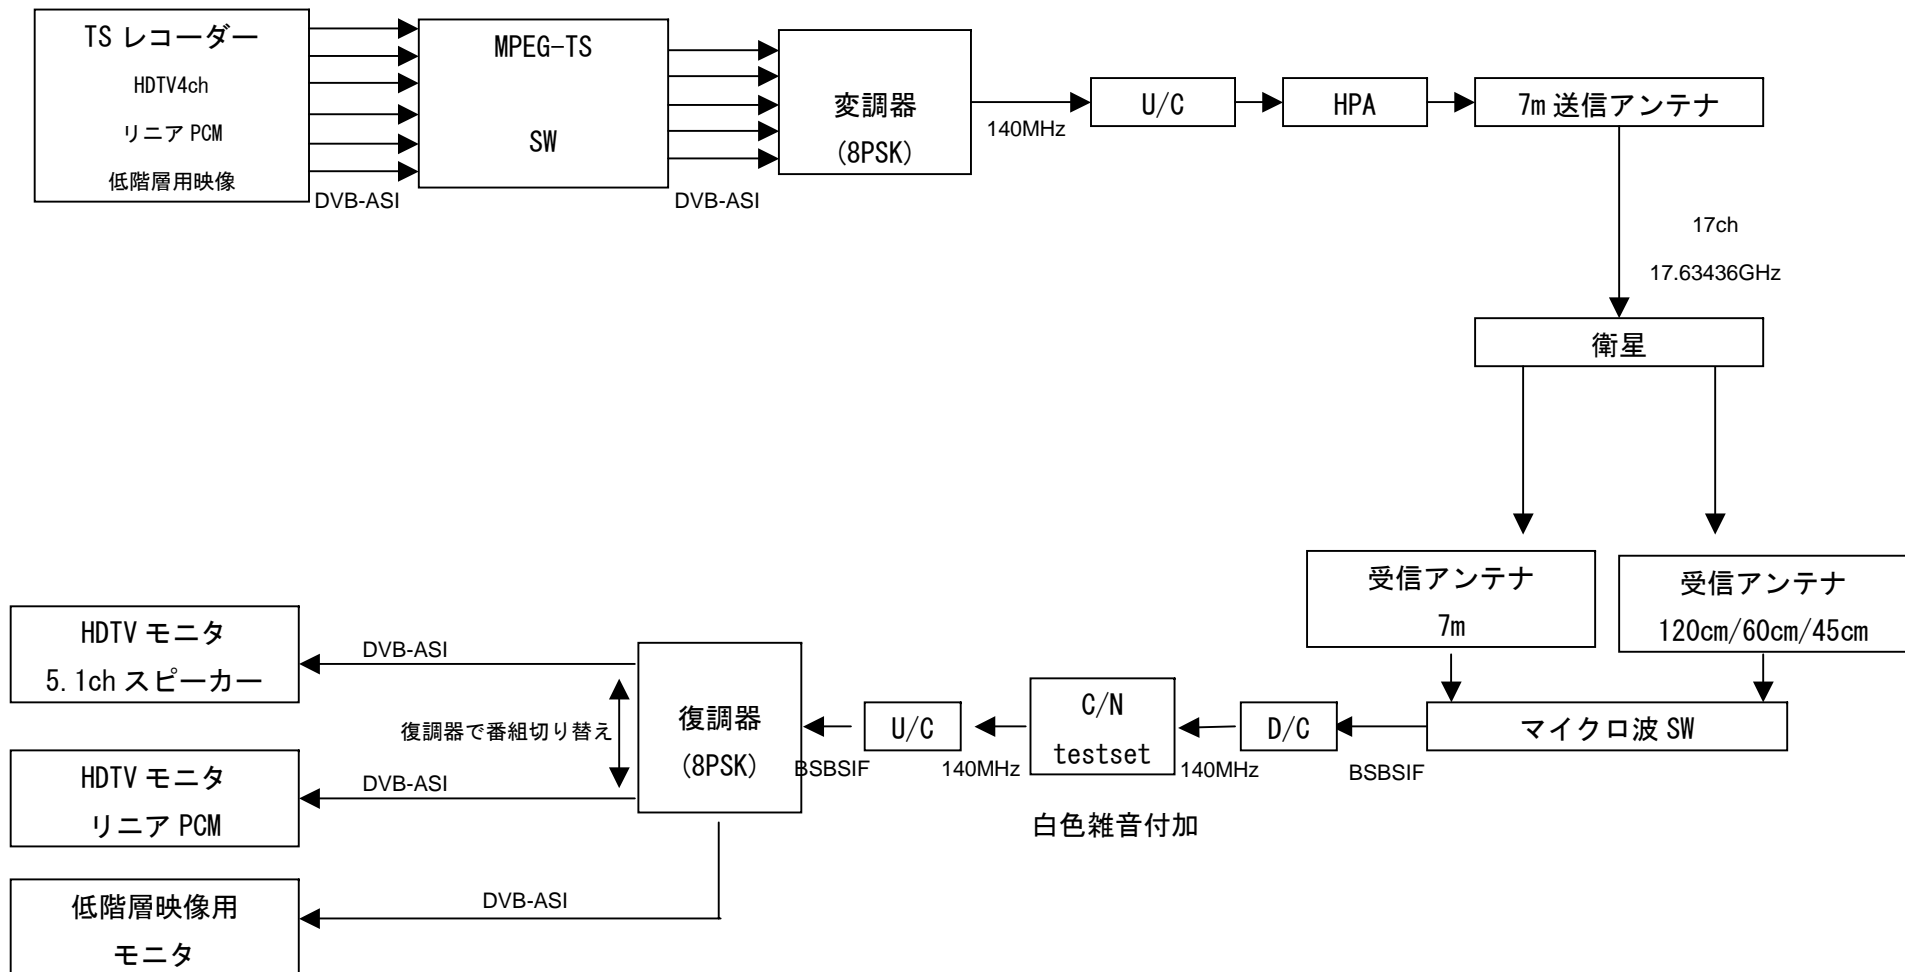 TS レコーダー
HDTV4ch
リニア PCM
低階層用映像
DVB-ASI
MPEG-TS
SW
DVB-ASI
変調器
(8PSK)
140MHz
U/C
HPA
7m 送信アンテナ
17ch
17.63436GHz
衛星
受信アンテナ
7m
受信アンテナ
120cm/60cm/45cm
マイクロ波 SW
BSBSIF
D/C
140MHz
C/N
testset
白色雑音付加
140MHz
U/C
BSBSIF
復調器
(8PSK)
復調器で番組切り替え
DVB-ASI
HDTV モニタ
5.1ch スピーカー
DVB-ASI
HDTV モニタ
リニア PCM
DVB-ASI
低階層映像用
モニタ